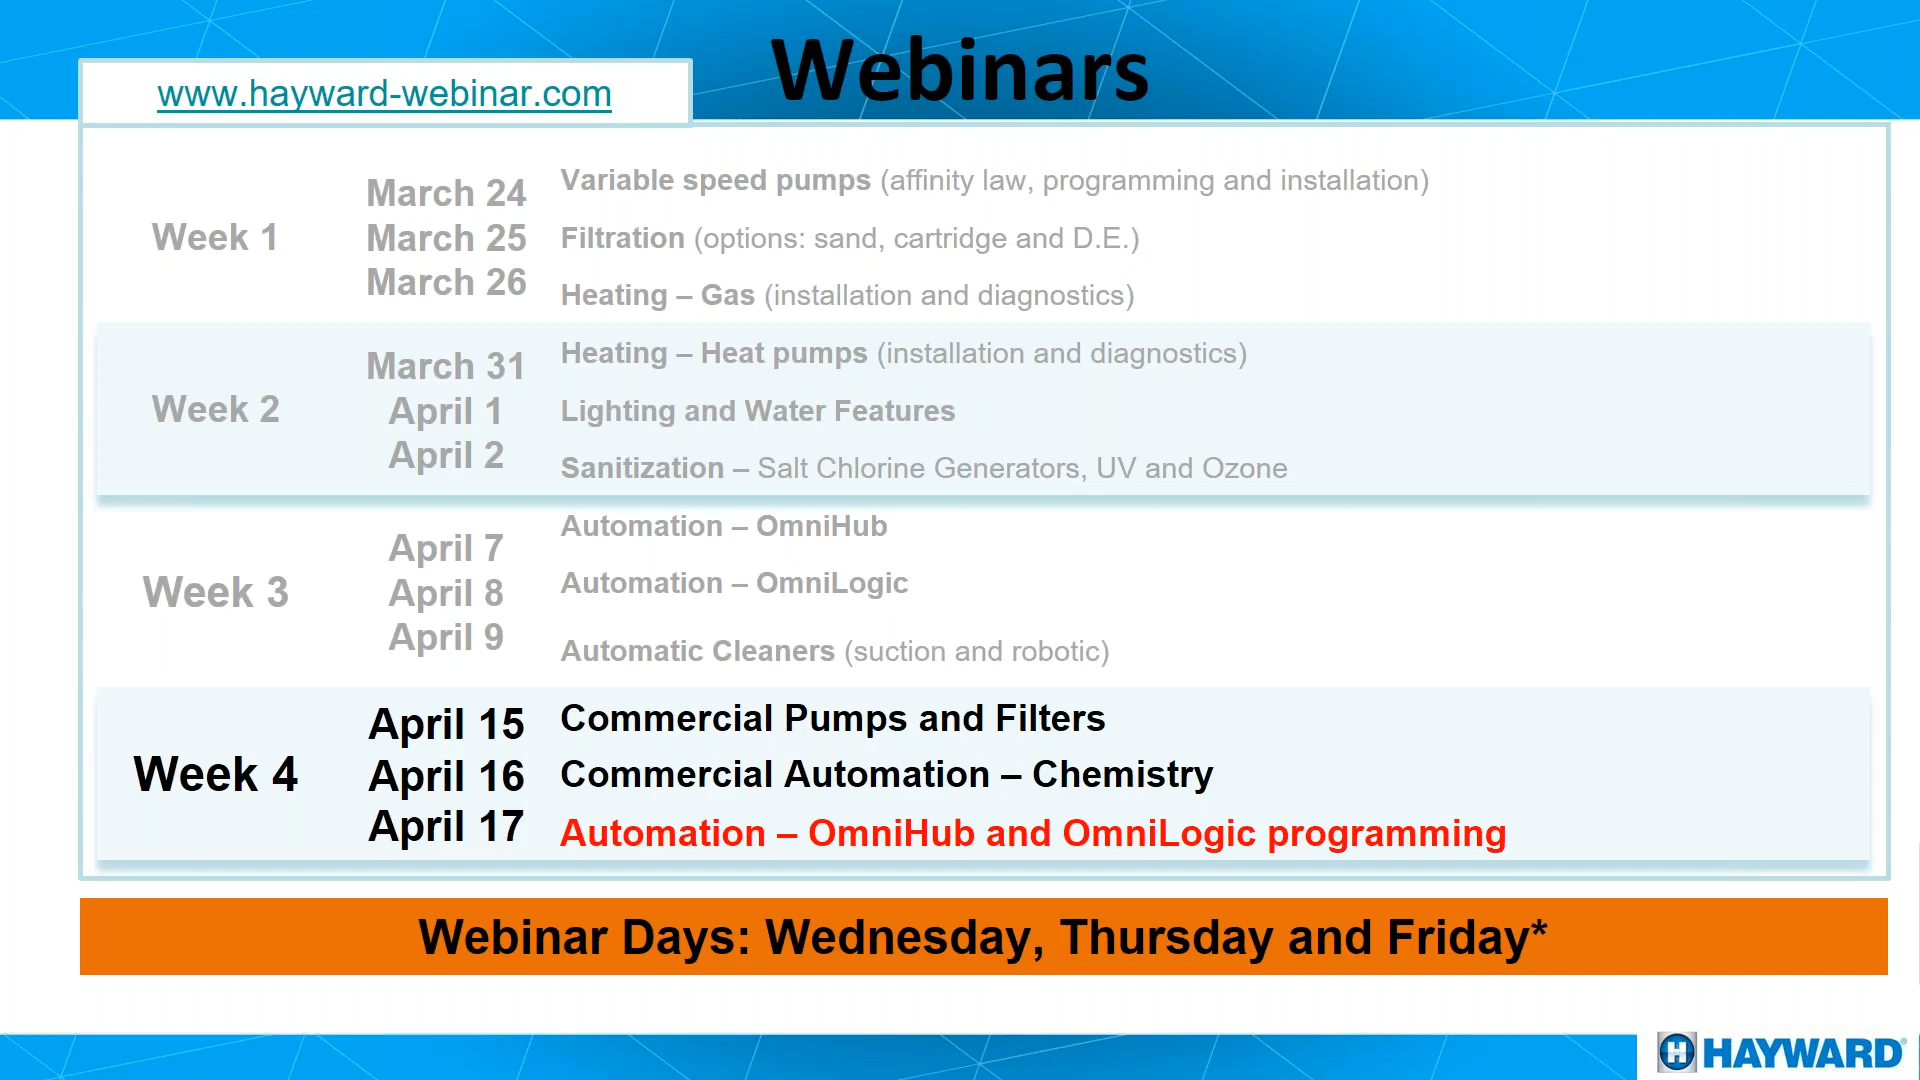 Webinars
www.hayward-webinar.com
Week 1
March 24
March 25
March 26
Variable speed pumps (affinity law, programming and installation)
Filtration (options: sand, cartridge and D.E.)
Heating – Gas (installation and diagnostics)
Week 2
March 31
April 1
April 2
Heating – Heat pumps (installation and diagnostics)
Lighting and Water Features
Sanitization – Salt Chlorine Generators, UV and Ozone
Week 3
April 7
April 8
April 9
Automation – OmniHub
Automation – OmniLogic
Automatic Cleaners (suction and robotic)
Week 4
April 15
April 16
April 17
Commercial Pumps and Filters
Commercial Automation – Chemistry
Automation – OmniHub and OmniLogic programming
Webinar Days: Wednesday, Thursday and Friday*
H HAYWARD®